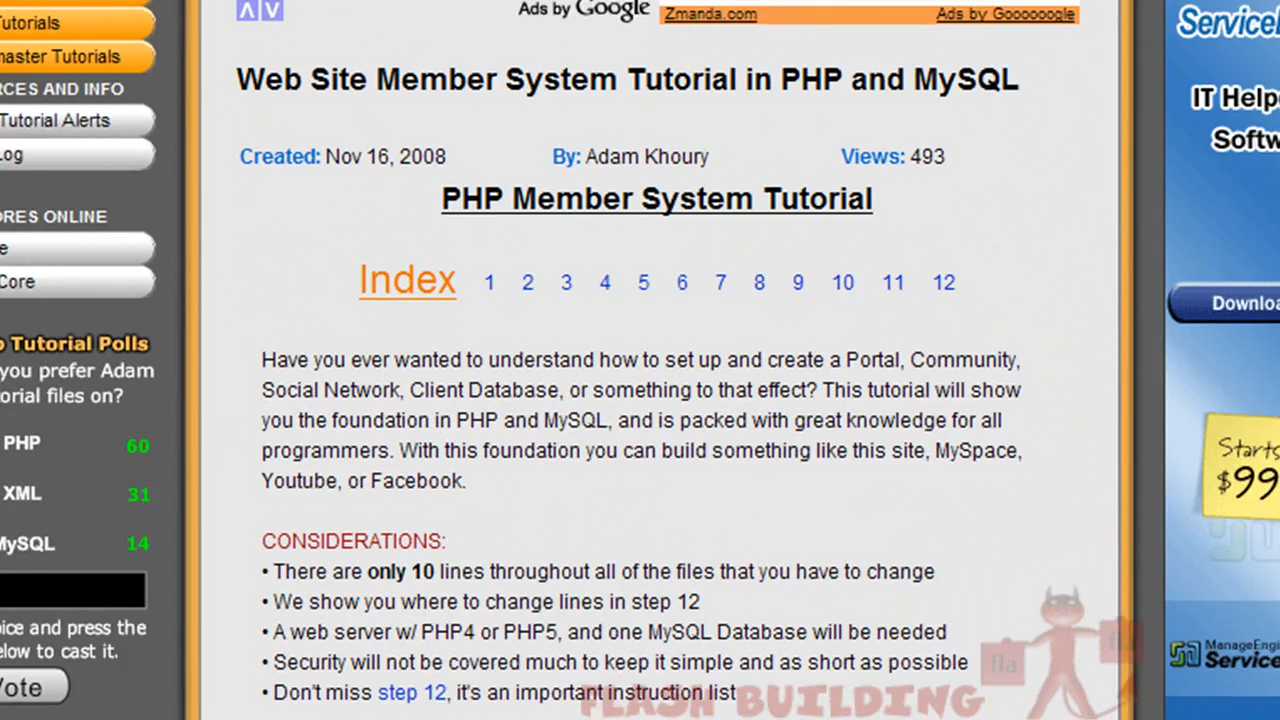 Ads by Google
Zmanda.com
Ads by Goooooogle
Tutorials
master Tutorials
RCES AND INFO
Tutorial Alerts
Log
ORES ONLINE
e
Core
Tutorial Polls
you prefer Adam
torial files on?
PHP 60
XML 31
MySQL 14
oice and press the
elow to cast it.
Vote
Web Site Member System Tutorial in PHP and MySQL
Created: Nov 16, 2008 By: Adam Khoury Views: 493
PHP Member System Tutorial
Index 1 2 3 4 5 6 7 8 9 10 11 12
Have you ever wanted to understand how to set up and create a Portal, Community,
Social Network, Client Database, or something to that effect? This tutorial will show
you the foundation in PHP and MySQL, and is packed with great knowledge for all
programmers. With this foundation you can build something like this site, MySpace,
Youtube, or Facebook.
CONSIDERATIONS:
• There are only 10 lines throughout all of the files that you have to change
• We show you where to change lines in step 12
• A web server w/ PHP4 or PHP5, and one MySQL Database will be needed
• Security will not be covered much to keep it simple and as short as possible
• Don't miss step 12, it's an important instruction list
fla
fla
FLASH BUILDING
ServiceD
IT Help
Softw
Downloa
Starts
$99
ManageEngi
Service